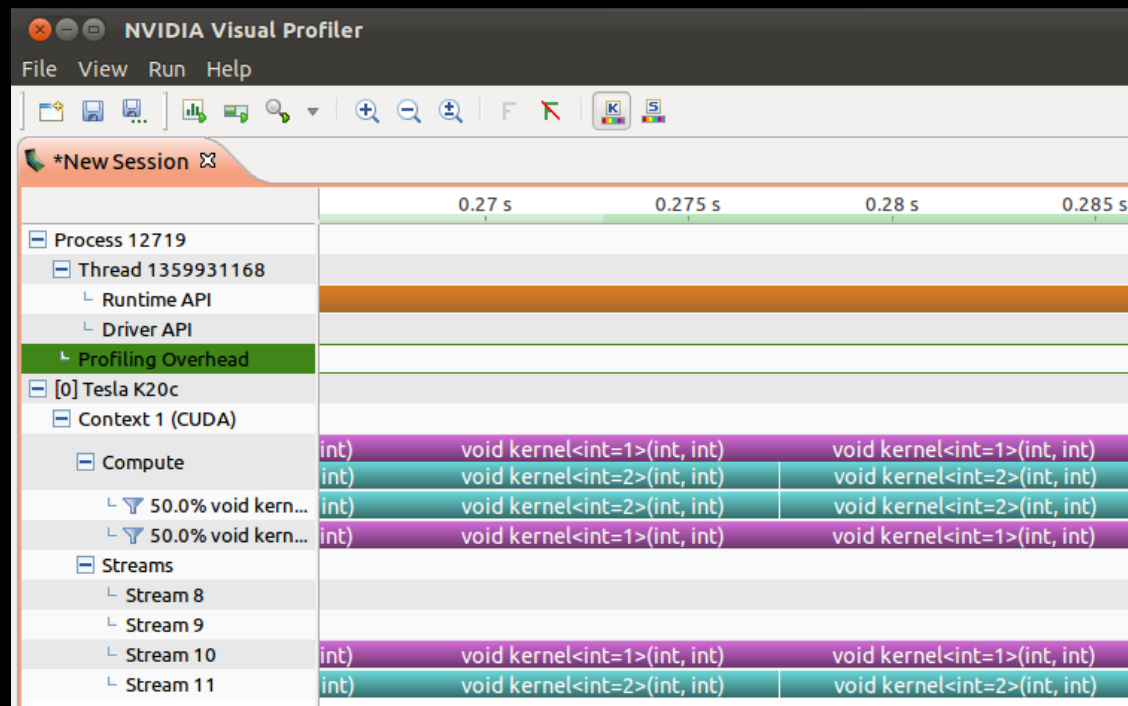 NVIDIA Visual Profiler
File View Run Help
F F K S
*New Session
0.27 s 0.275 s 0.28 s 0.285 s
Process 12719
Thread 1359931168
Runtime API
Driver API
Profiling Overhead
[0] Tesla K20c
Context 1 (CUDA)
int) void kernel<int=1>(int, int) void kernel<int=1>(int, int)
Compute
int) void kernel<int=2>(int, int) void kernel<int=2>(int, int)
50.0% void kern... int) void kernel<int=2>(int, int) void kernel<int=2>(int, int)
50.0% void kern... int) void kernel<int=1>(int, int) void kernel<int=1>(int, int)
Streams
Stream 8
Stream 9
Stream 10 int) void kernel<int=1>(int, int) void kernel<int=1>(int, int)
Stream 11 int) void kernel<int=2>(int, int) void kernel<int=2>(int, int)